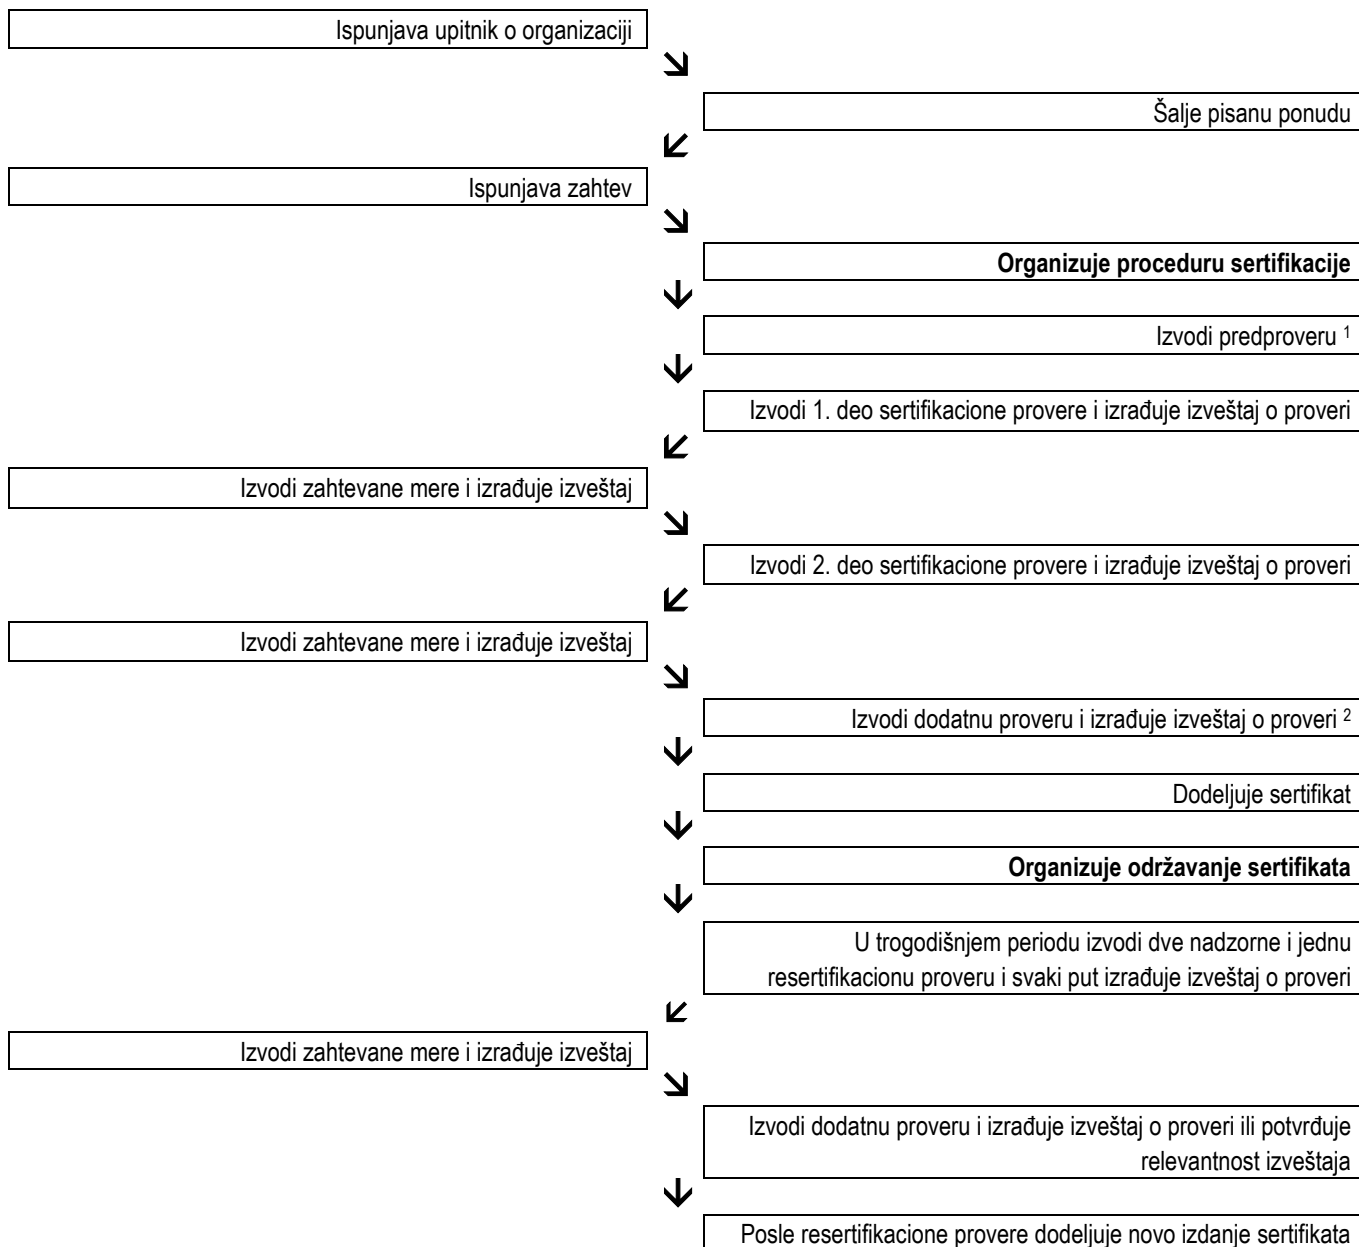 Ispunjava upitnik o organizaciji
Šalje pisanu ponudu
Ispunjava zahtev
Organizuje proceduru sertifikacije
Izvodi predproveru ¹
Izvodi 1. deo sertifikacione provere i izrađuje izveštaj o proveri
Izvodi zahtevane mere i izrađuje izveštaj
Izvodi 2. deo sertifikacione provere i izrađuje izveštaj o proveri
Izvodi zahtevane mere i izrađuje izveštaj
Izvodi dodatnu proveru i izrađuje izveštaj o proveri ²
Dodeljuje sertifikat
Organizuje održavanje sertifikata
U trogodišnjem periodu izvodi dve nadzorne i jednu
resertifikacionu proveru i svaki put izrađuje izveštaj o proveri
Izvodi zahtevane mere i izrađuje izveštaj
Izvodi dodatnu proveru i izrađuje izveštaj o proveri ili potvrđuje
relevantnost izveštaja
Posle resertifikacione provere dodeljuje novo izdanje sertifikata